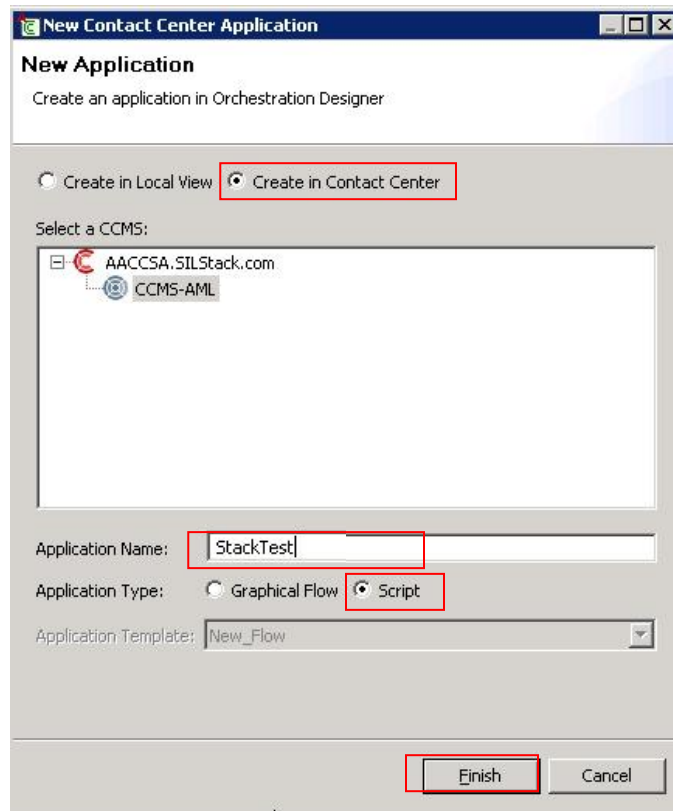 New Contact Center Application
New Application
Create an application in Orchestration Designer
Create in Local View Create in Contact Center
Select a CCMS:
AACCSA.SILStack.com
CCMS-AML
Application Name: StackTest
Application Type: Graphical Flow Script
Application Template: New_Flow
Finish Cancel